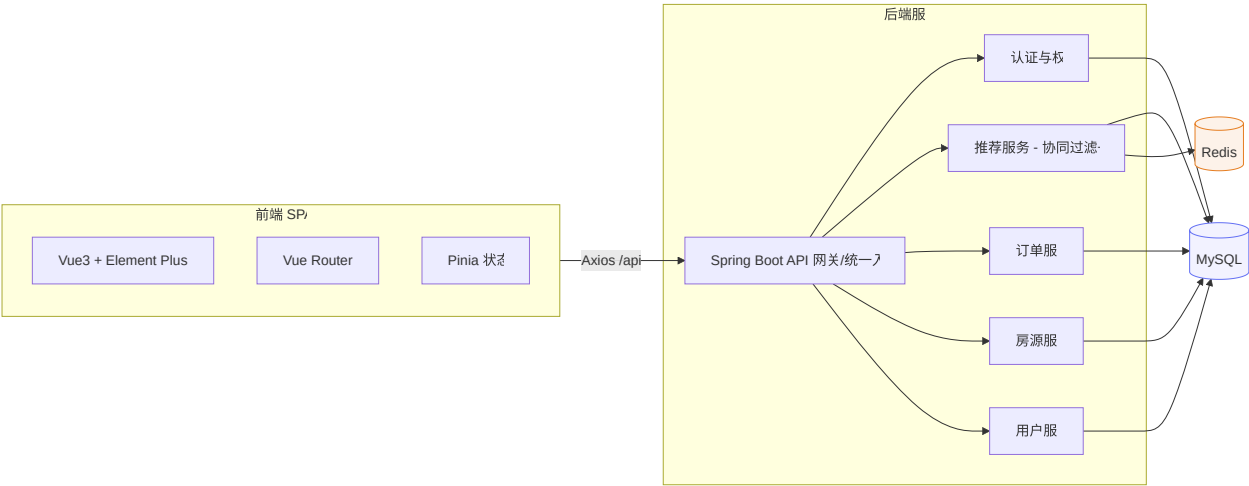 前端 SPA
Vue3 + Element Plus
Vue Router
Pinia 状态
Axios /api
后端服
Spring Boot API 网关/统一入
认证与权
推荐服务 - 协同过滤
订单服
房源服
用户服
Redis
MySQL